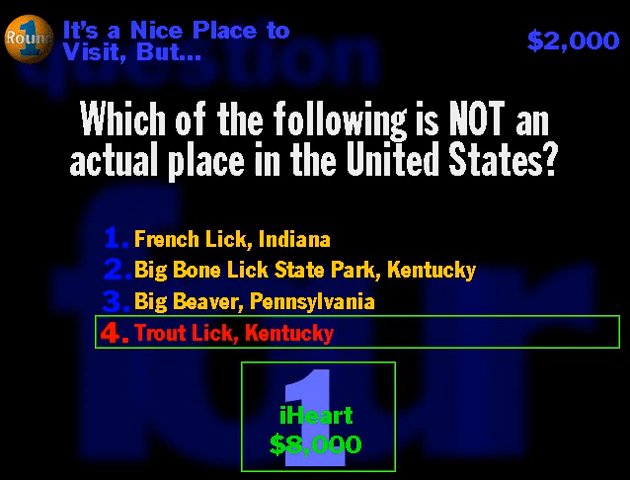 Round 1
It's a Nice Place to
Visit, But...
$2,000
question
Which of the following is NOT an
actual place in the United States?
1. French Lick, Indiana
2. Big Bone Lick State Park, Kentucky
3. Big Beaver, Pennsylvania
4. Trout Lick, Kentucky
four
1
iHeart
$8,000